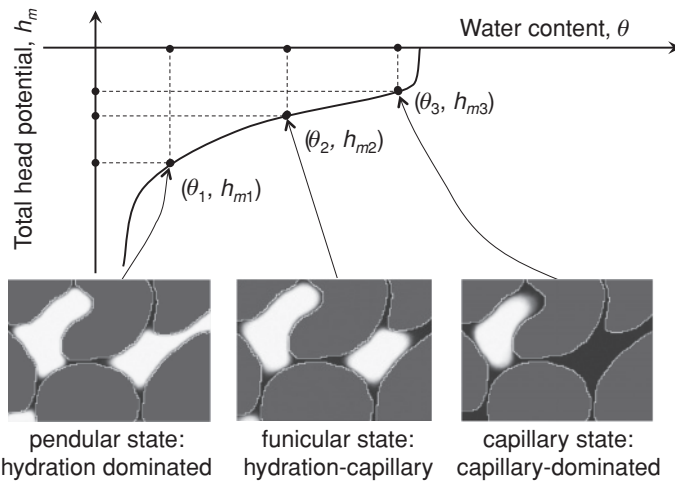 Total head potential, hₘ
Water content, θ
(θ₃, hₘ₃)
(θ₂, hₘ₂)
(θ₁, hₘ₁)
pendular state:
hydration dominated
funicular state:
hydration-capillary
capillary state:
capillary-dominated